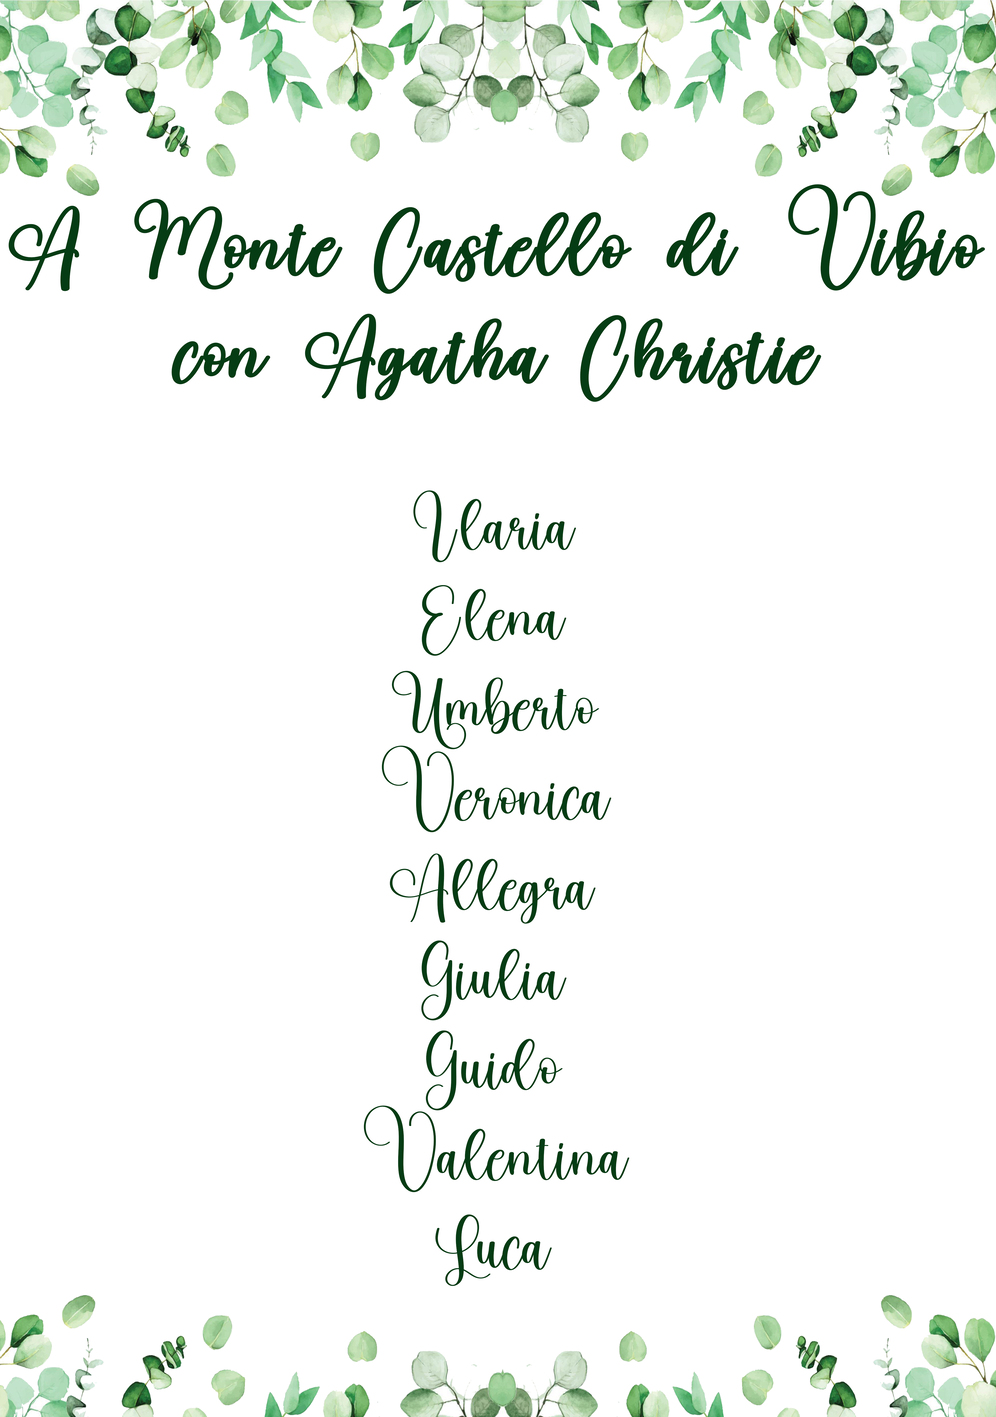 A Monte Castello di Vibio
con Agatha Christie
Ilaria
Elena
Umberto
Veronica
Allegra
Giulia
Guido
Valentina
Luca